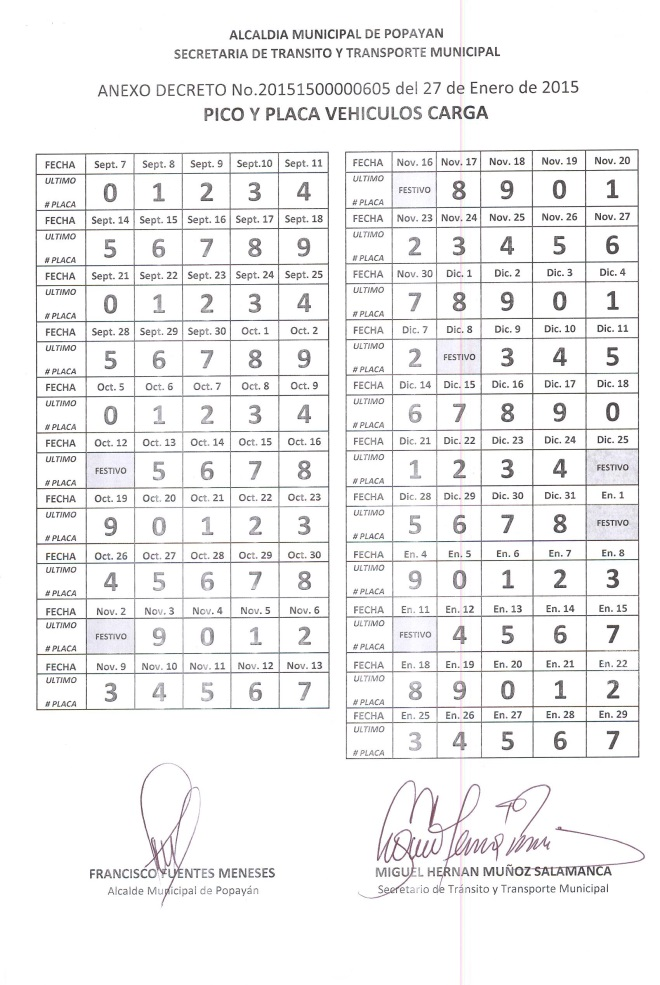 ALCALDIA MUNICIPAL DE POPAYAN
SECRETARIA DE TRANSITO Y TRANSPORTE MUNICIPAL
ANEXO DECRETO No.20151500000605 del 27 de Enero de 2015
PICO Y PLACA VEHICULOS CARGA
FECHA Sept. 7 Sept. 8 Sept. 9 Sept.10 Sept. 11
ULTIMO # PLACA 0 1 2 3 4
FECHA Sept. 14 Sept. 15 Sept. 16 Sept. 17 Sept. 18
ULTIMO # PLACA 5 6 7 8 9
FECHA Sept. 21 Sept. 22 Sept. 23 Sept. 24 Sept. 25
ULTIMO # PLACA 0 1 2 3 4
FECHA Sept. 28 Sept. 29 Sept. 30 Oct. 1 Oct. 2
ULTIMO # PLACA 5 6 7 8 9
FECHA Oct. 5 Oct. 6 Oct. 7 Oct. 8 Oct. 9
ULTIMO # PLACA 0 1 2 3 4
FECHA Oct. 12 Oct. 13 Oct. 14 Oct. 15 Oct. 16
ULTIMO # PLACA FESTIVO 5 6 7 8
FECHA Oct. 19 Oct. 20 Oct. 21 Oct. 22 Oct. 23
ULTIMO # PLACA 9 0 1 2 3
FECHA Oct. 26 Oct. 27 Oct. 28 Oct. 29 Oct. 30
ULTIMO # PLACA 4 5 6 7 8
FECHA Nov. 2 Nov. 3 Nov. 4 Nov. 5 Nov. 6
ULTIMO # PLACA FESTIVO 9 0 1 2
FECHA Nov. 9 Nov. 10 Nov. 11 Nov. 12 Nov. 13
ULTIMO # PLACA 3 4 5 6 7
FECHA Nov. 16 Nov. 17 Nov. 18 Nov. 19 Nov. 20
ULTIMO # PLACA FESTIVO 8 9 0 1
FECHA Nov. 23 Nov. 24 Nov. 25 Nov. 26 Nov. 27
ULTIMO # PLACA 2 3 4 5 6
FECHA Nov. 30 Dic. 1 Dic. 2 Dic. 3 Dic. 4
ULTIMO # PLACA 7 8 9 0 1
FECHA Dic. 7 Dic. 8 Dic. 9 Dic. 10 Dic. 11
ULTIMO # PLACA 2 FESTIVO 3 4 5
FECHA Dic. 14 Dic. 15 Dic. 16 Dic. 17 Dic. 18
ULTIMO # PLACA 6 7 8 9 0
FECHA Dic. 21 Dic. 22 Dic. 23 Dic. 24 Dic. 25
ULTIMO # PLACA 1 2 3 4 FESTIVO
FECHA Dic. 28 Dic. 29 Dic. 30 Dic. 31 En. 1
ULTIMO # PLACA 5 6 7 8 FESTIVO
FECHA En. 4 En. 5 En. 6 En. 7 En. 8
ULTIMO # PLACA 9 0 1 2 3
FECHA En. 11 En. 12 En. 13 En. 14 En. 15
ULTIMO # PLACA FESTIVO 4 5 6 7
FECHA En. 18 En. 19 En. 20 En. 21 En. 22
ULTIMO # PLACA 8 9 0 1 2
FECHA En. 25 En. 26 En. 27 En. 28 En. 29
ULTIMO # PLACA 3 4 5 6 7
FRANCISCO FUENTES MENESES
Alcalde Municipal de Popayán
MIGUEL HERNAN MUÑOZ SALAMANCA
Secretario de Tránsito y Transporte Municipal